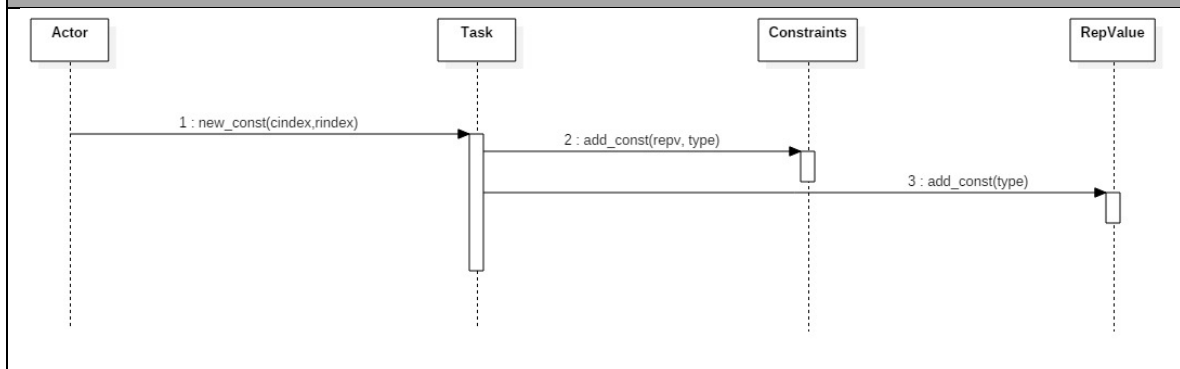 Actor Task Constraints RepValue
1 : new_const(cindex,rindex)
2 : add_const(repv, type)
3 : add_const(type)